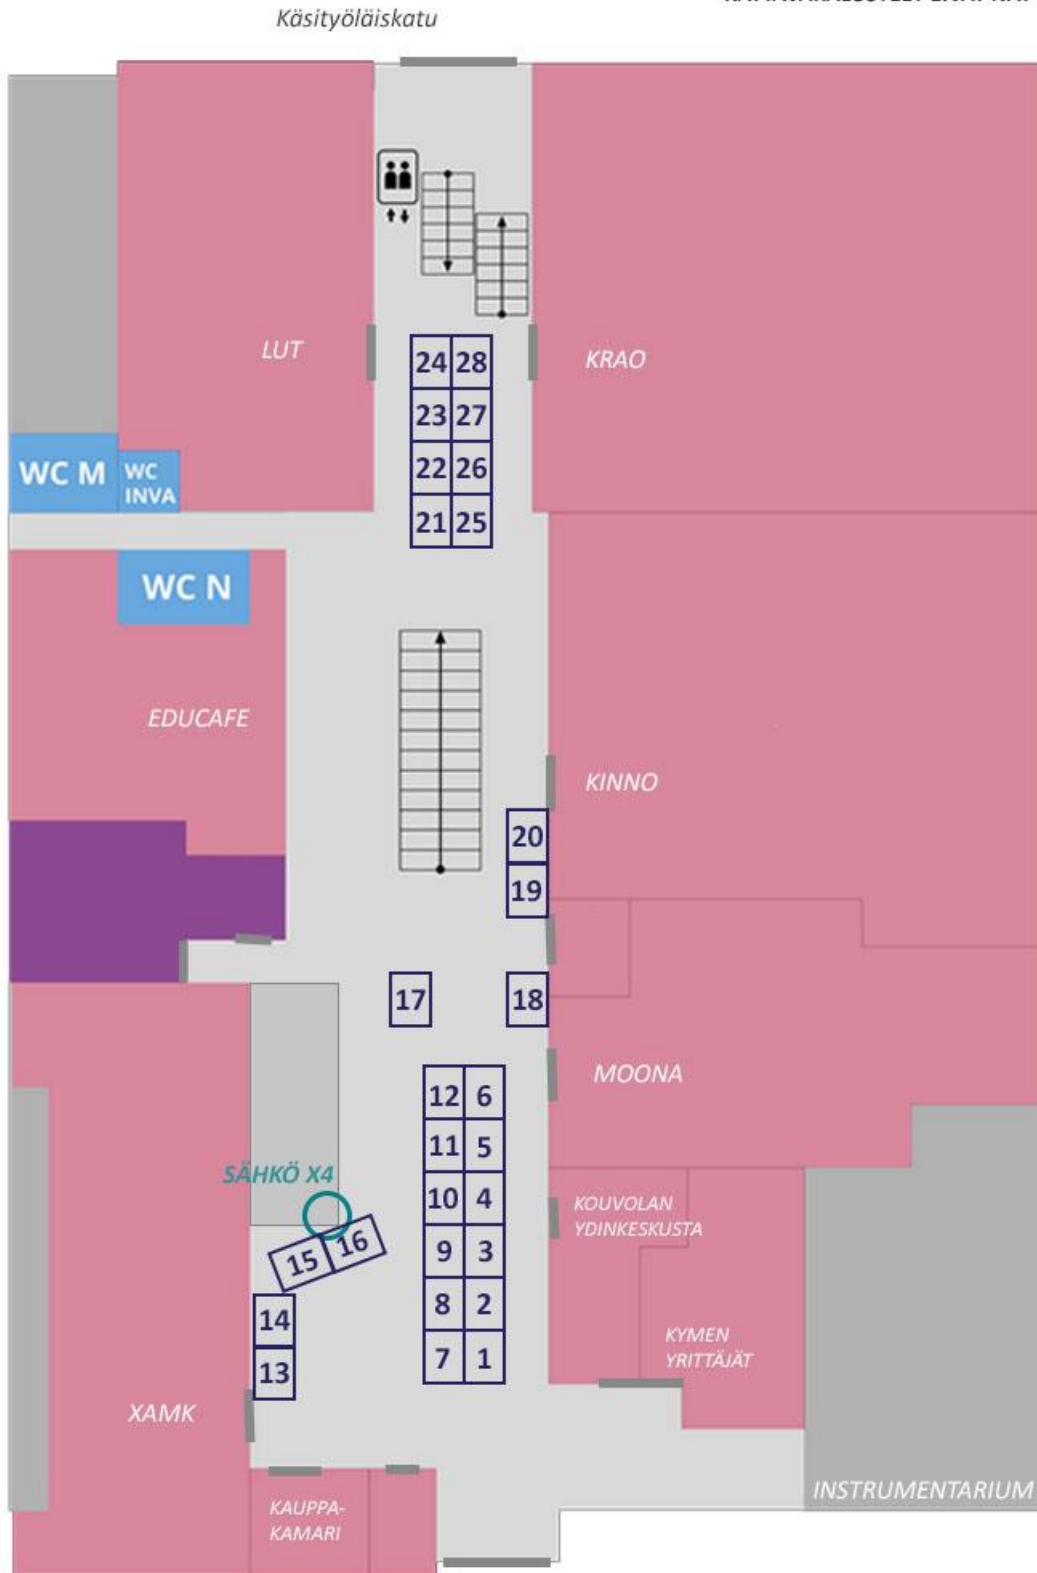 Käsityöläiskatu
LUT
KRAO
24 28
23 27
22 26
21 25
WC M
WC
INVA
WC N
EDUCAFE
KINNO
20
19
17
18
MOONA
12 6
11 5
10 4
9 3
8 2
7 1
SÄHKÖ X4
15 16
14
13
KOUVOLAN
YDINKESKUSTA
KYMEN
YRITTÄJÄT
XAMK
KAUPPA-
KAMARI
INSTRUMENTARIUM